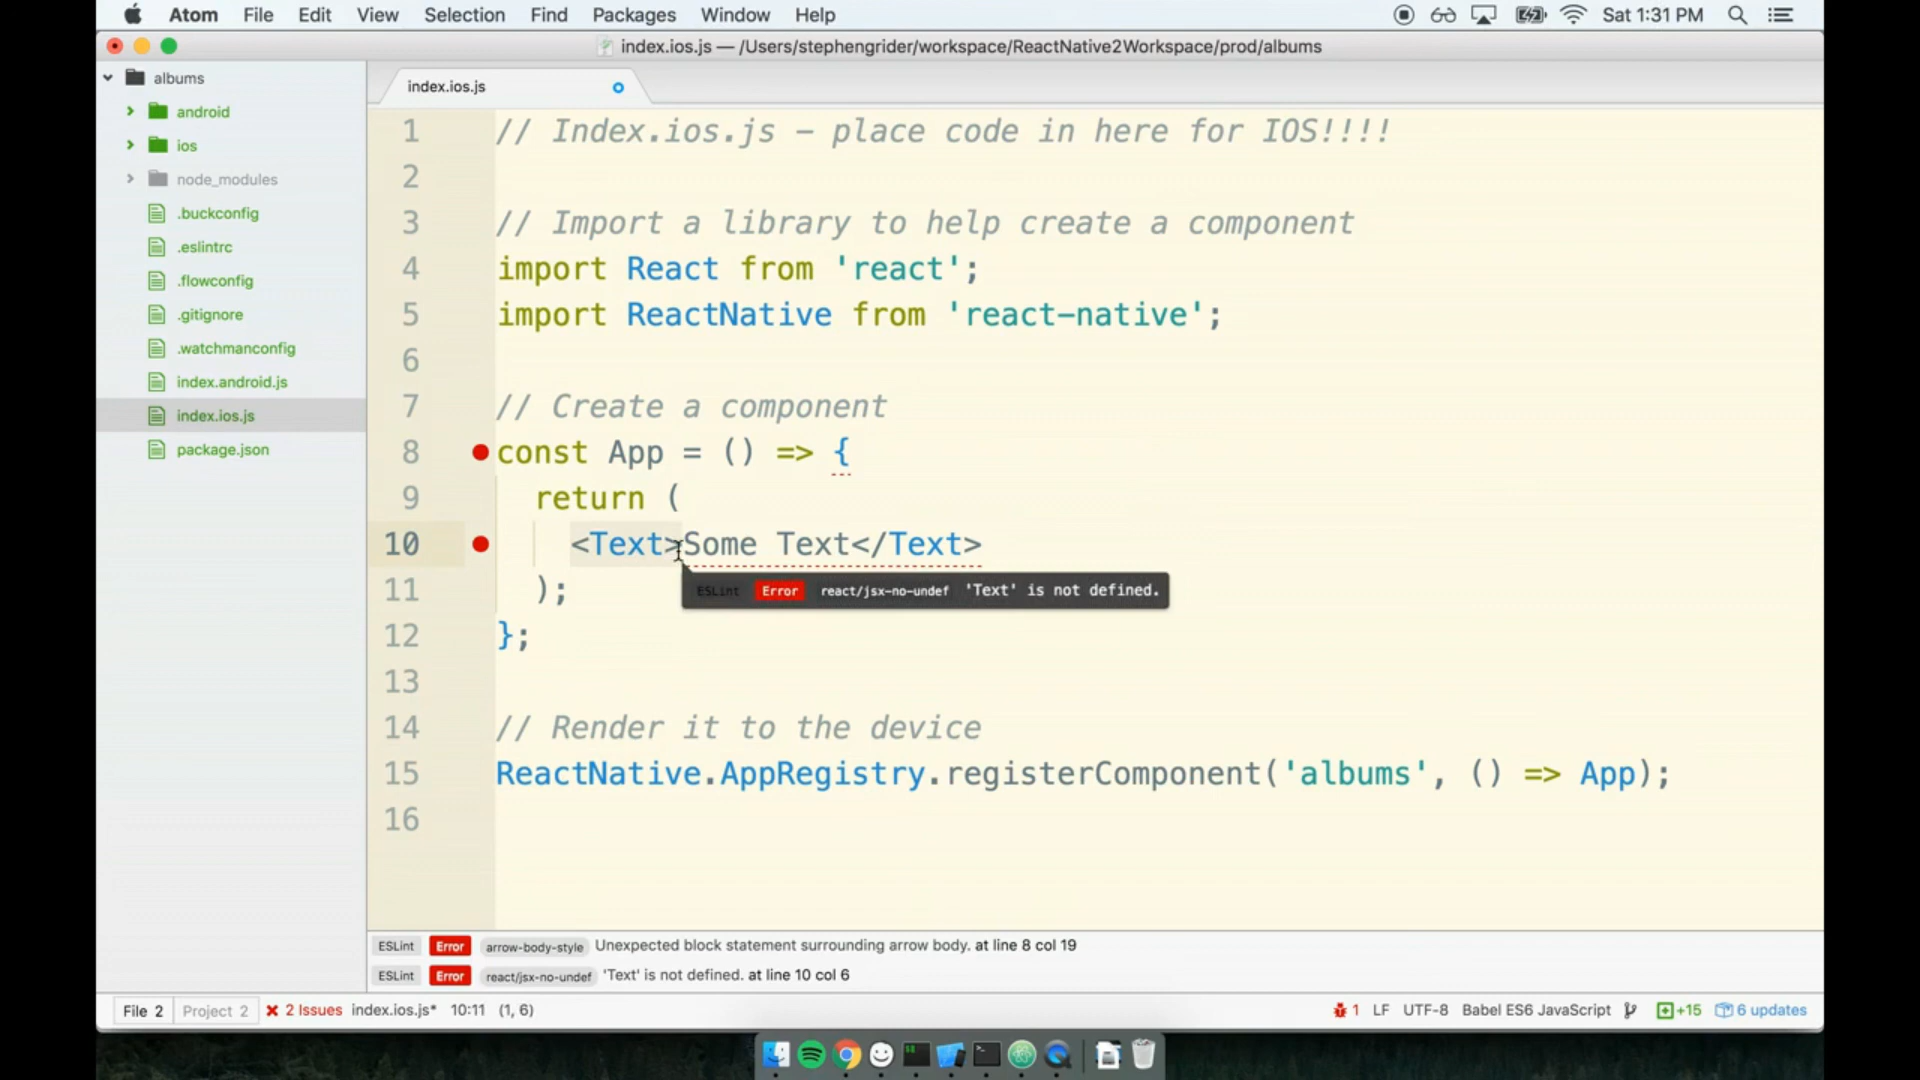 Atom File Edit View Selection Find Packages Window Help Sat 1:31 PM
index.ios.js — /Users/stephengrider/workspace/ReactNative2Workspace/prod/albums
albums
android
ios
node_modules
.buckconfig
.eslintrc
.flowconfig
.gitignore
.watchmanconfig
index.android.js
index.ios.js
package.json
index.ios.js
1 // Index.ios.js - place code in here for IOS!!!!
2
3 // Import a library to help create a component
4 import React from 'react';
5 import ReactNative from 'react-native';
6
7 // Create a component
8 const App = () => {
9 return (
10 <Text>Some Text</Text>
11 );
12 };
13
14 // Render it to the device
15 ReactNative.AppRegistry.registerComponent('albums', () => App);
16
ESLint Error react/jsx-no-undef 'Text' is not defined.
ESLint Error arrow-body-style Unexpected block statement surrounding arrow body. at line 8 col 19
ESLint Error react/jsx-no-undef 'Text' is not defined. at line 10 col 6
File 2 Project 2 2 Issues index.ios.js* 10:11 (1, 6) 1 LF UTF-8 Babel ES6 JavaScript +15 6 updates